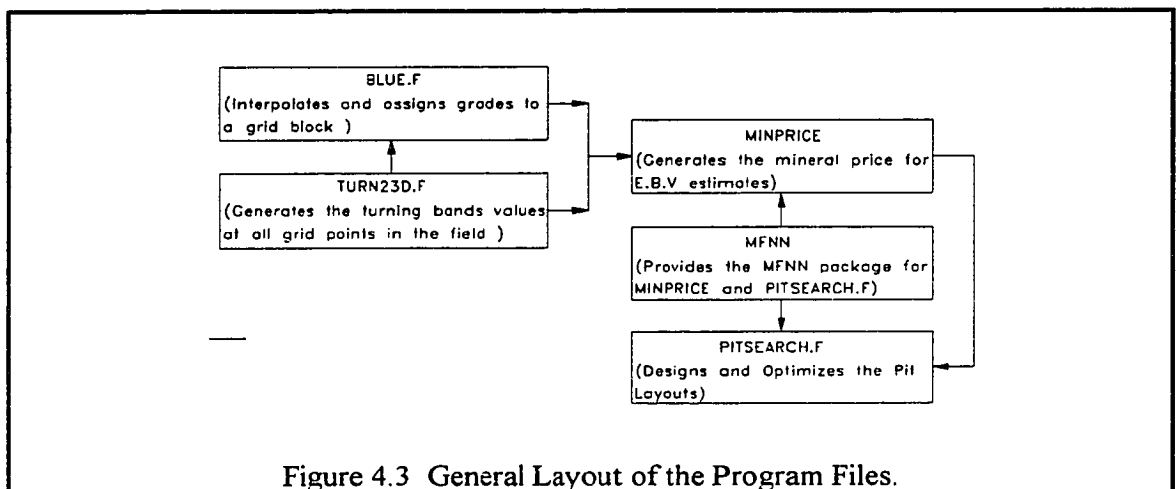 BLUE.F
(Interpolates and assigns grades to
a grid block )
TURN23D.F
(Generates the turning bands values
at all grid points in the field )
MINPRICE
(Generates the mineral price for
E.B.V estimates)
MFNN
(Provides the MFNN package for
MINPRICE and PITSEARCH.F)
PITSEARCH.F
(Designs and Optimizes the Pit
Layouts)
Figure 4.3 General Layout of the Program Files.